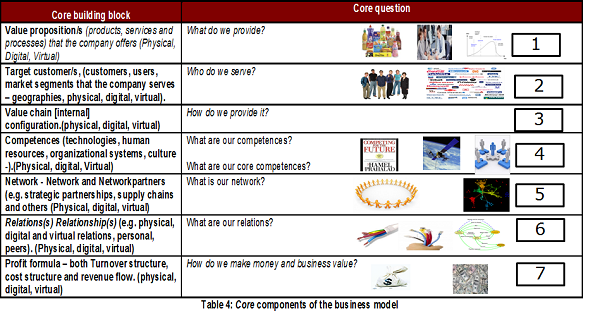 Core building block
Core question
Value proposition/s (products, services and
processes) that the company offers (Physical,
Digital, Virtual)
What do we provide?
1
Target customer/s, (customers, users,
market segments that the company serves
– geographies, physical, digital, virtual).
Who do we serve?
2
Value chain [internal]
configuration.(physical, digital, virtual)
How do we provide it?
3
Competences (technologies, human
resources, organizational systems, culture
-).(Physical, digital, Virtual)
What are our competences?
What are our core competences?
COMPETING
FOR THE
FUTURE
HAMEL
PRAHALAD
4
Network - Network and Networkpartners
(e.g. strategic partnerships, supply chains
and others (Physical, digital, virtual)
What is our network?
5
Relations(s) Relationship(s) (e.g. physical,
digital and virtual relations, personal,
peers). (Physical, digital, virtual)
What are our relations?
6
Profit formula – both Turnover structure,
cost structure and revenue flow. (physical,
digital, virtual)
How do we make money and business value?
7
Table 4: Core components of the business model